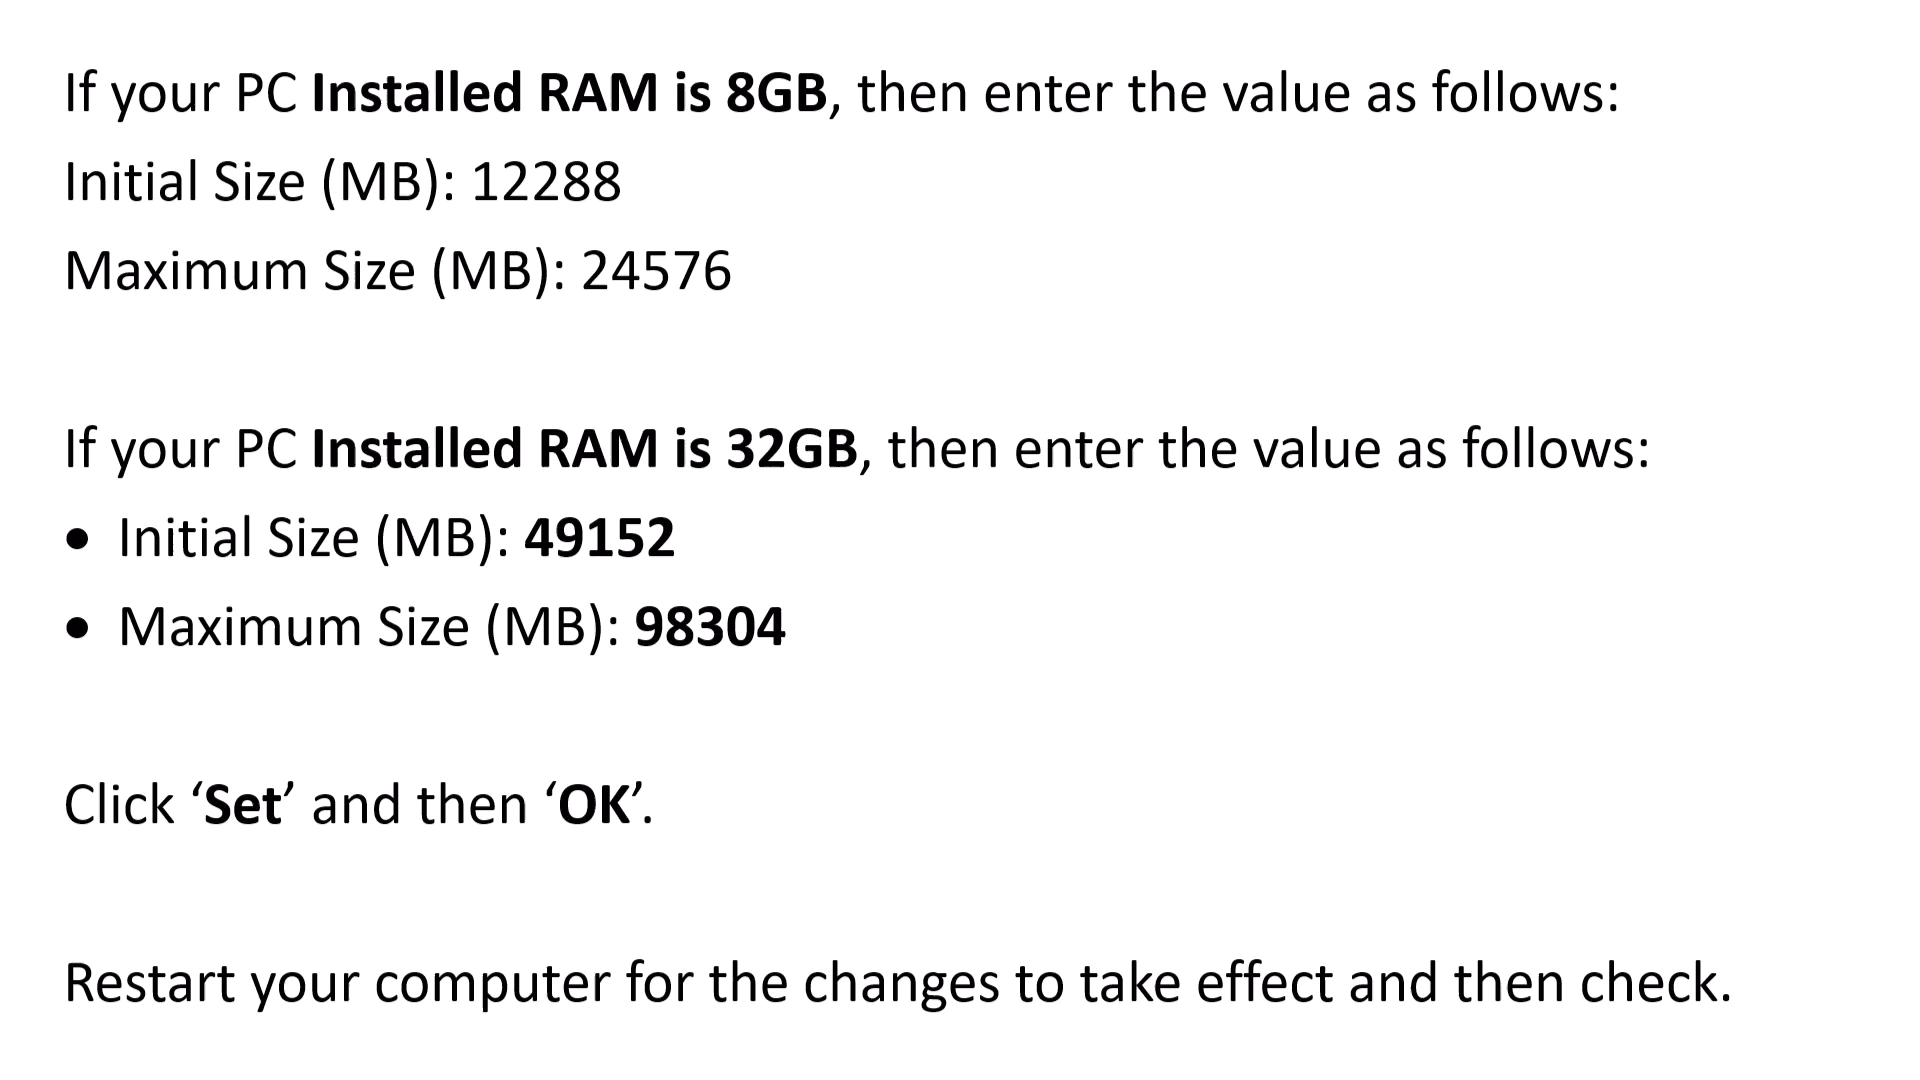 If your PC Installed RAM is 8GB, then enter the value as follows:
Initial Size (MB): 12288
Maximum Size (MB): 24576
If your PC Installed RAM is 32GB, then enter the value as follows:
• Initial Size (MB): 49152
• Maximum Size (MB): 98304
Click ‘Set’ and then ‘OK’.
Restart your computer for the changes to take effect and then check.